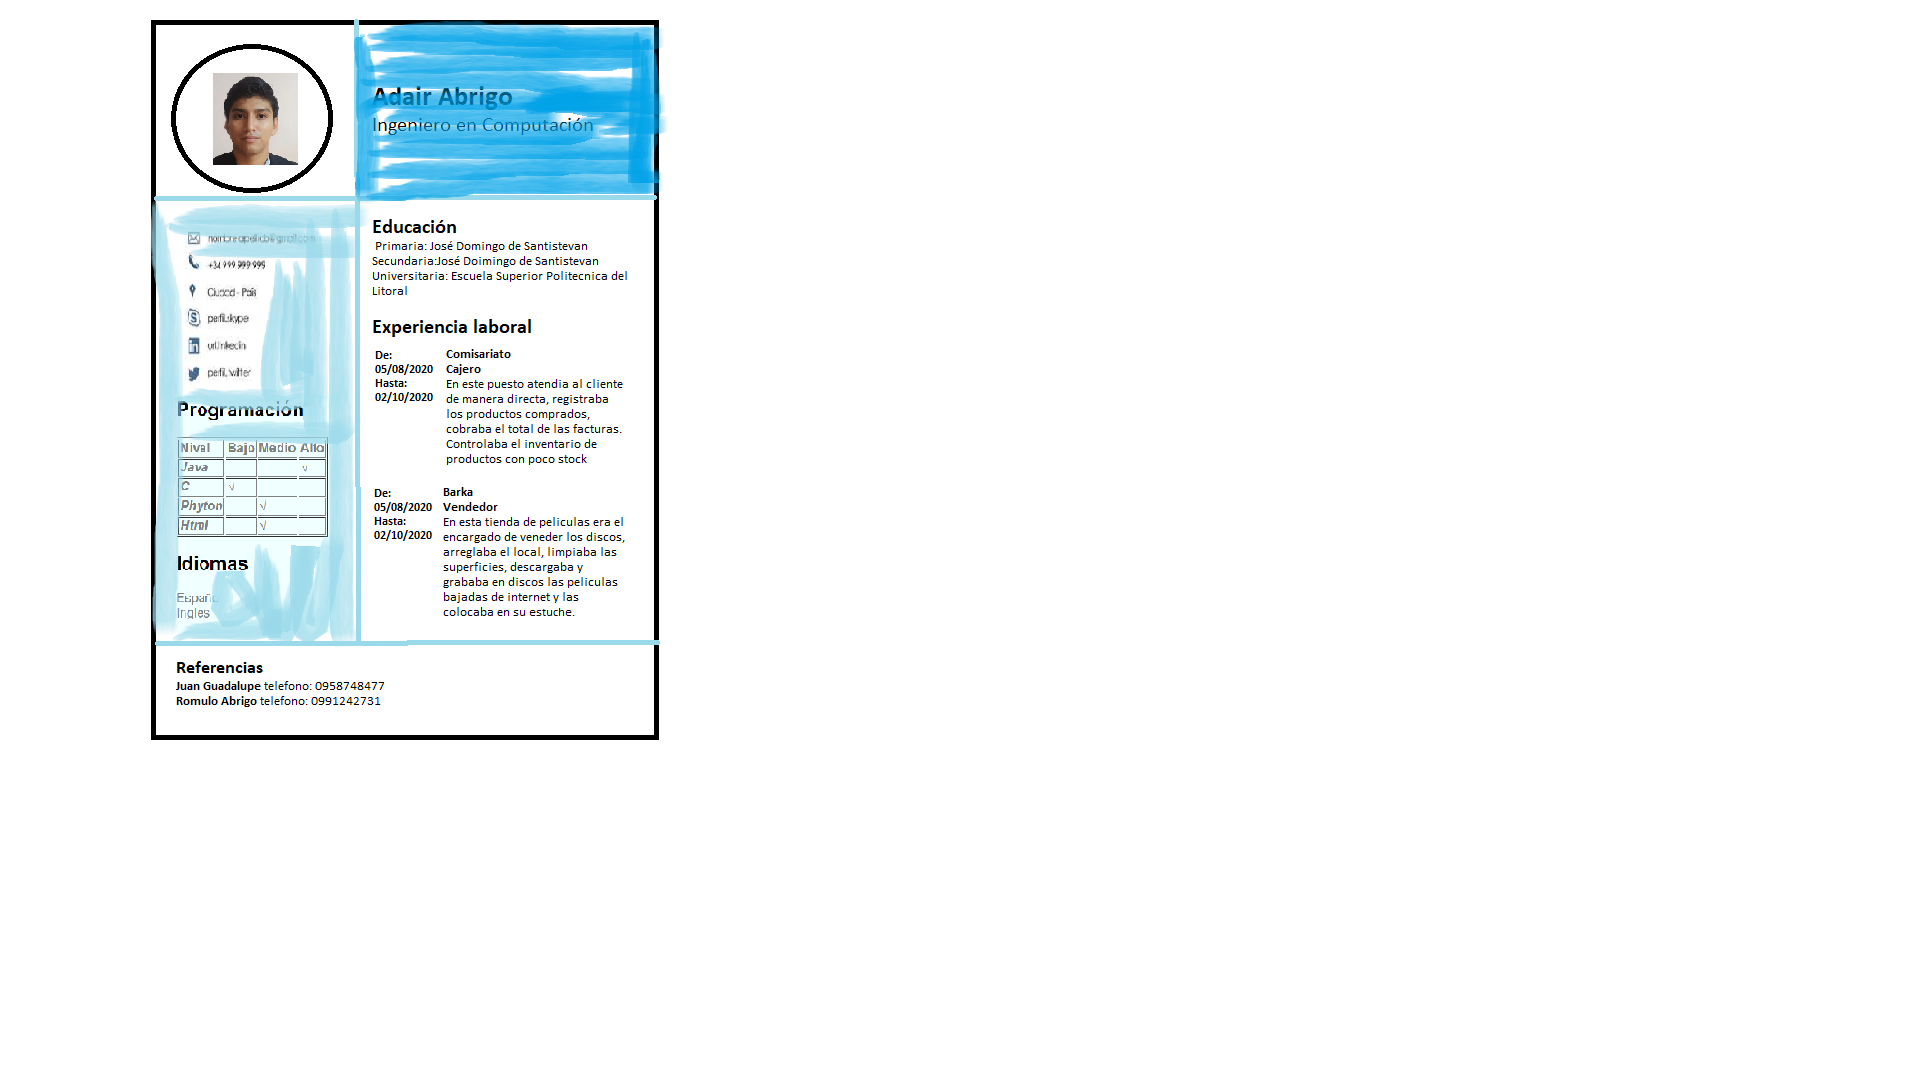 Adair Abrigo
Ingeniero en Computación
nombreapellido@gmail.com
+34 999 999 995
Ciudad - País
perfil.skype
url/linkedin
perfil.twitter
Programación
Nivel Bajo Medio Alto
Java √
C √
Phyton √
Html √
Idiomas
Españ
Ingles
Educación
Primaria: José Domingo de Santistevan
Secundaria:José Doimingo de Santistevan
Universitaria: Escuela Superior Politecnica del
Litoral
Experiencia laboral
De:
05/08/2020
Hasta:
02/10/2020
Comisariato
Cajero
En este puesto atendia al cliente
de manera directa, registraba
los productos comprados,
cobraba el total de las facturas.
Controlaba el inventario de
productos con poco stock
De:
05/08/2020
Hasta:
02/10/2020
Barka
Vendedor
En esta tienda de peliculas era el
encargado de veneder los discos,
arreglaba el local, limpiaba las
superficies, descargaba y
grababa en discos las peliculas
bajadas de internet y las
colocaba en su estuche.
Referencias
Juan Guadalupe telefono: 0958748477
Romulo Abrigo telefono: 0991242731